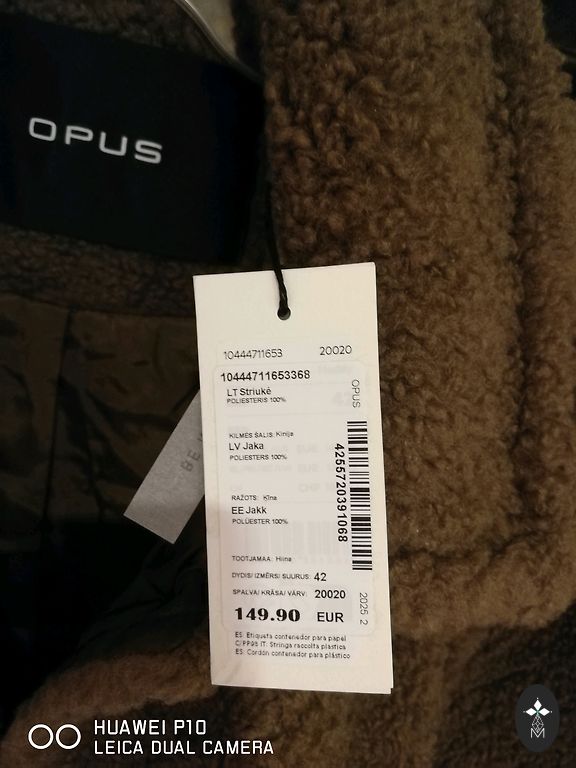 OPUS
10444711653 20020
10444711653368
LT Striukė
POLIESTERIS 100%
OPUS
KILMĖS ŠALIS: Kinija
LV Jaka
POLIESTERS 100%
4255720391068
RAŽOTS: Ķīna
EE Jakk
POLÜESTER 100%
BE
TOOTJAMAA: Hiina
DYDIS/ IZMĒRS/ SUURUS: 42
SPALVA/ KRĀSA/ VÄRV: 20020
149.90 EUR
2025 2
ES: Etiqueta contenedor para papel
C/PP98 IT: Stringa raccolta plastica
ES: Cordón contenedor para plástico
HUAWEI P10
LEICA DUAL CAMERA
M